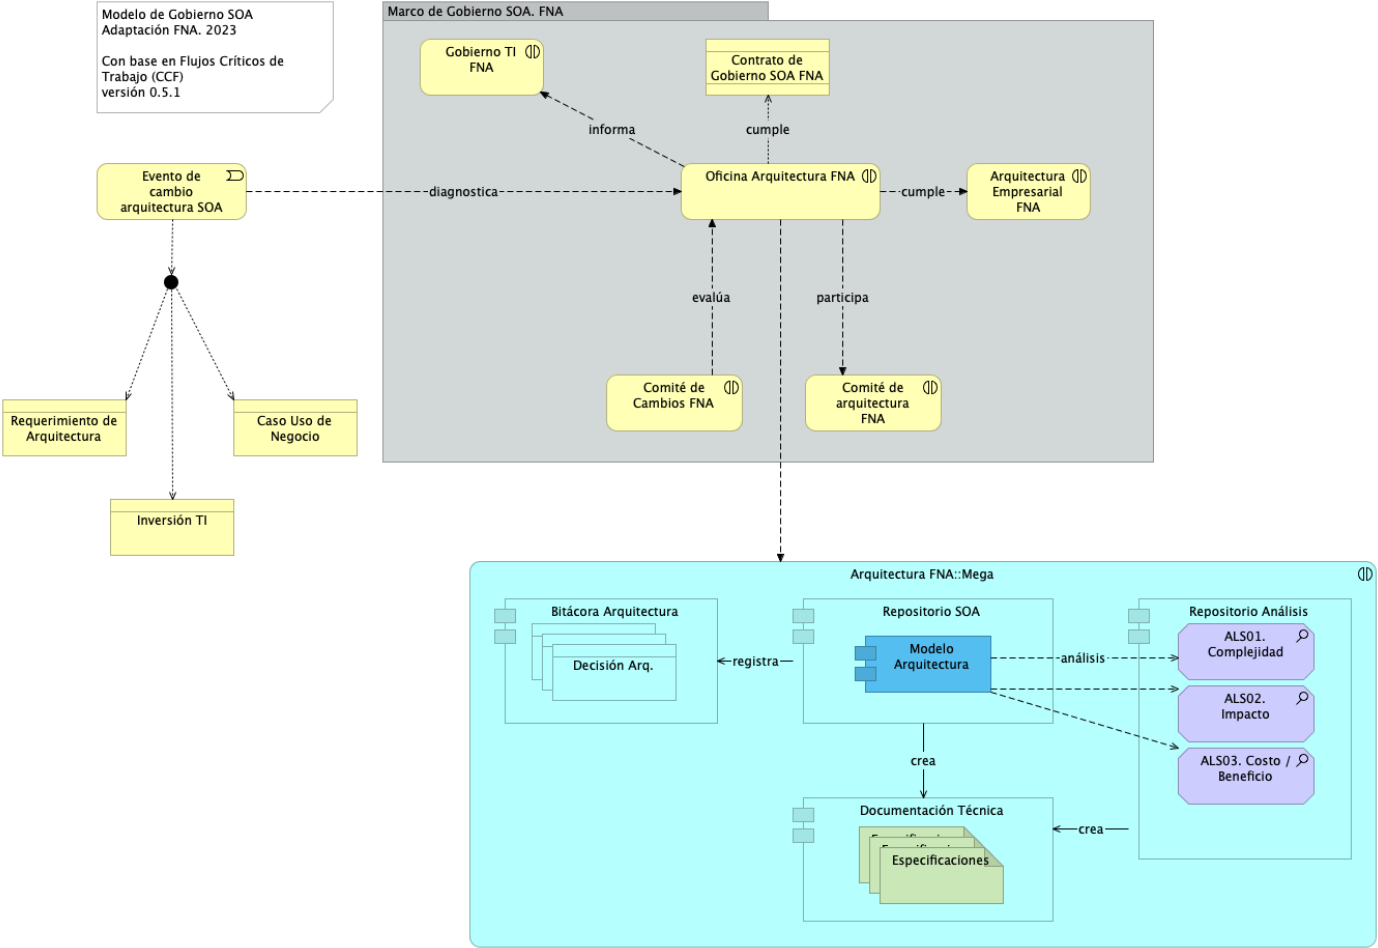 Modelo de Gobierno SOA
Adaptación FNA. 2023
Con base en Flujos Críticos de
Trabajo (CCF)
versión 0.5.1
Marco de Gobierno SOA. FNA
Gobierno TI
FNA
Contrato de
Gobierno SOA FNA
informa
cumple
Evento de
cambio
arquitectura SOA
diagnostica
Oficina Arquitectura FNA
cumple
Arquitectura
Empresarial
FNA
evalúa
participa
Comité de
Cambios FNA
Comité de
arquitectura
FNA
Requerimiento de
Arquitectura
Caso Uso de
Negocio
Inversión TI
Arquitectura FNA::Mega
Bitácora Arquitectura
Decisión Arq.
registra
Repositorio SOA
Modelo
Arquitectura
análisis
Repositorio Análisis
ALS01.
Complejidad
ALS02.
Impacto
ALS03. Costo /
Beneficio
crea
Documentación Técnica
Especificaciones
crea